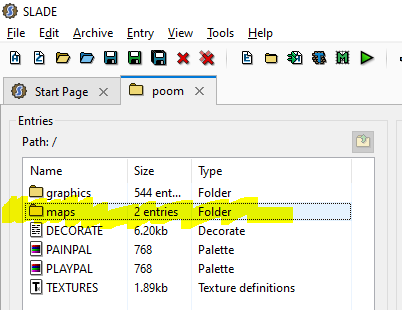 SLADE
File Edit Archive Entry View Tools Help
Start Page × poom ×
Entries
Path: /
Name Size Type
graphics 544 ent... Folder
maps 2 entries Folder
DECORATE 6.20kb Decorate
PAINPAL 768 Palette
PLAYPAL 768 Palette
TEXTURES 1.89kb Texture definitions